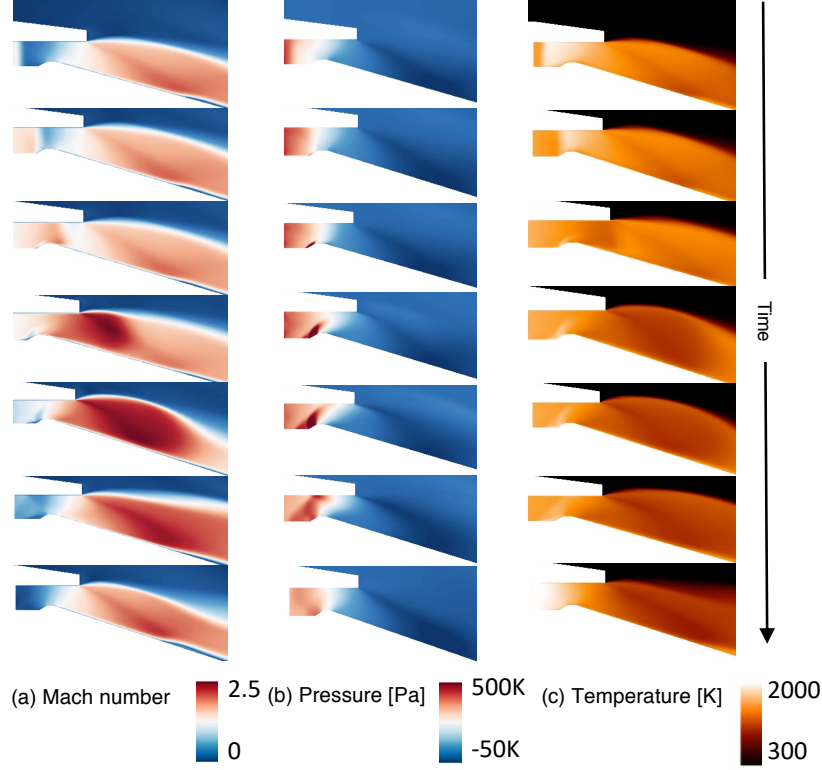 Time
(a) Mach number
2.5
0
(b) Pressure [Pa]
500K
-50K
(c) Temperature [K]
2000
300